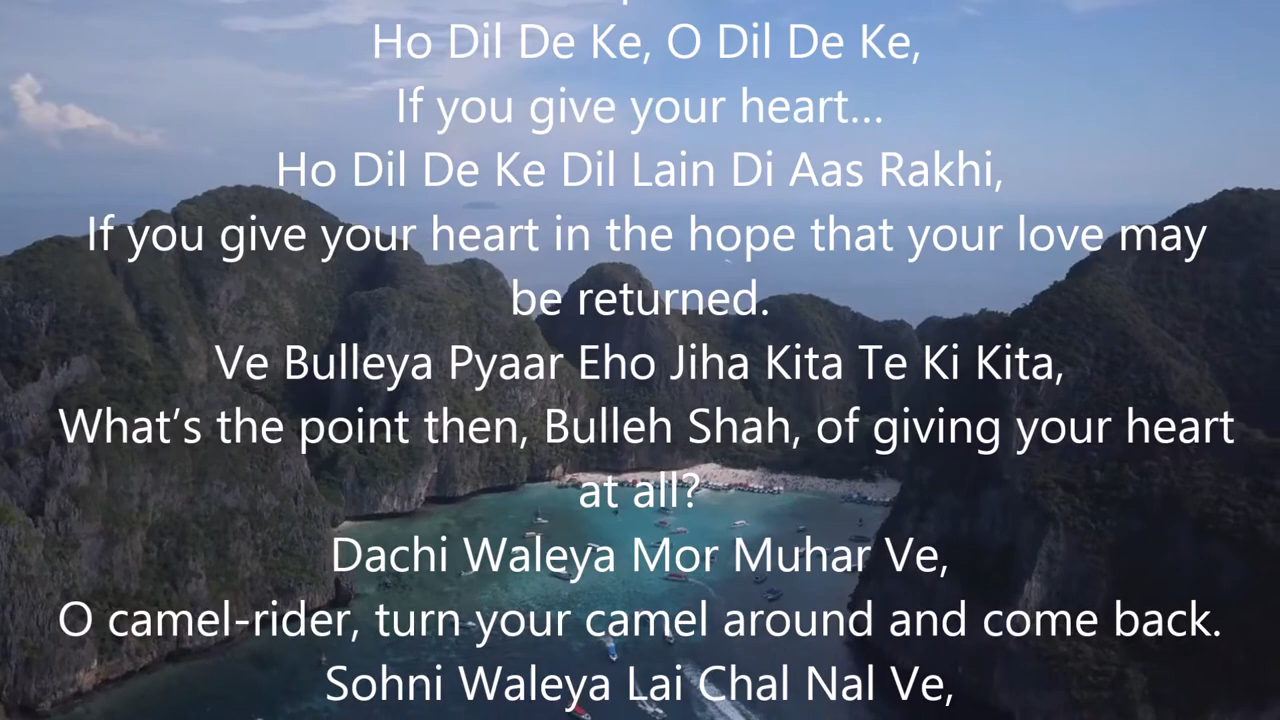 Ho Dil De Ke, O Dil De Ke,
If you give your heart...
Ho Dil De Ke Dil Lain Di Aas Rakhi,
If you give your heart in the hope that your love may
be returned.
Ve Bulleya Pyaar Eho Jiha Kita Te Ki Kita,
What’s the point then, Bulleh Shah, of giving your heart
at all?
Dachi Waleya Mor Muhar Ve,
O camel-rider, turn your camel around and come back.
Sohni Waleya Lai Chal Nal Ve,